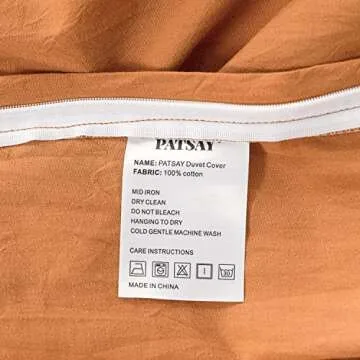 PATSAY
NAME: PATSAY Duvet Cover
FABRIC: 100% cotton
MID IRON
DRY CLEAN
DO NOT BLEACH
HANGING TO DRY
COLD GENTLE MACHINE WASH
CARE INSTRUCTIONS:
MADE IN CHINA